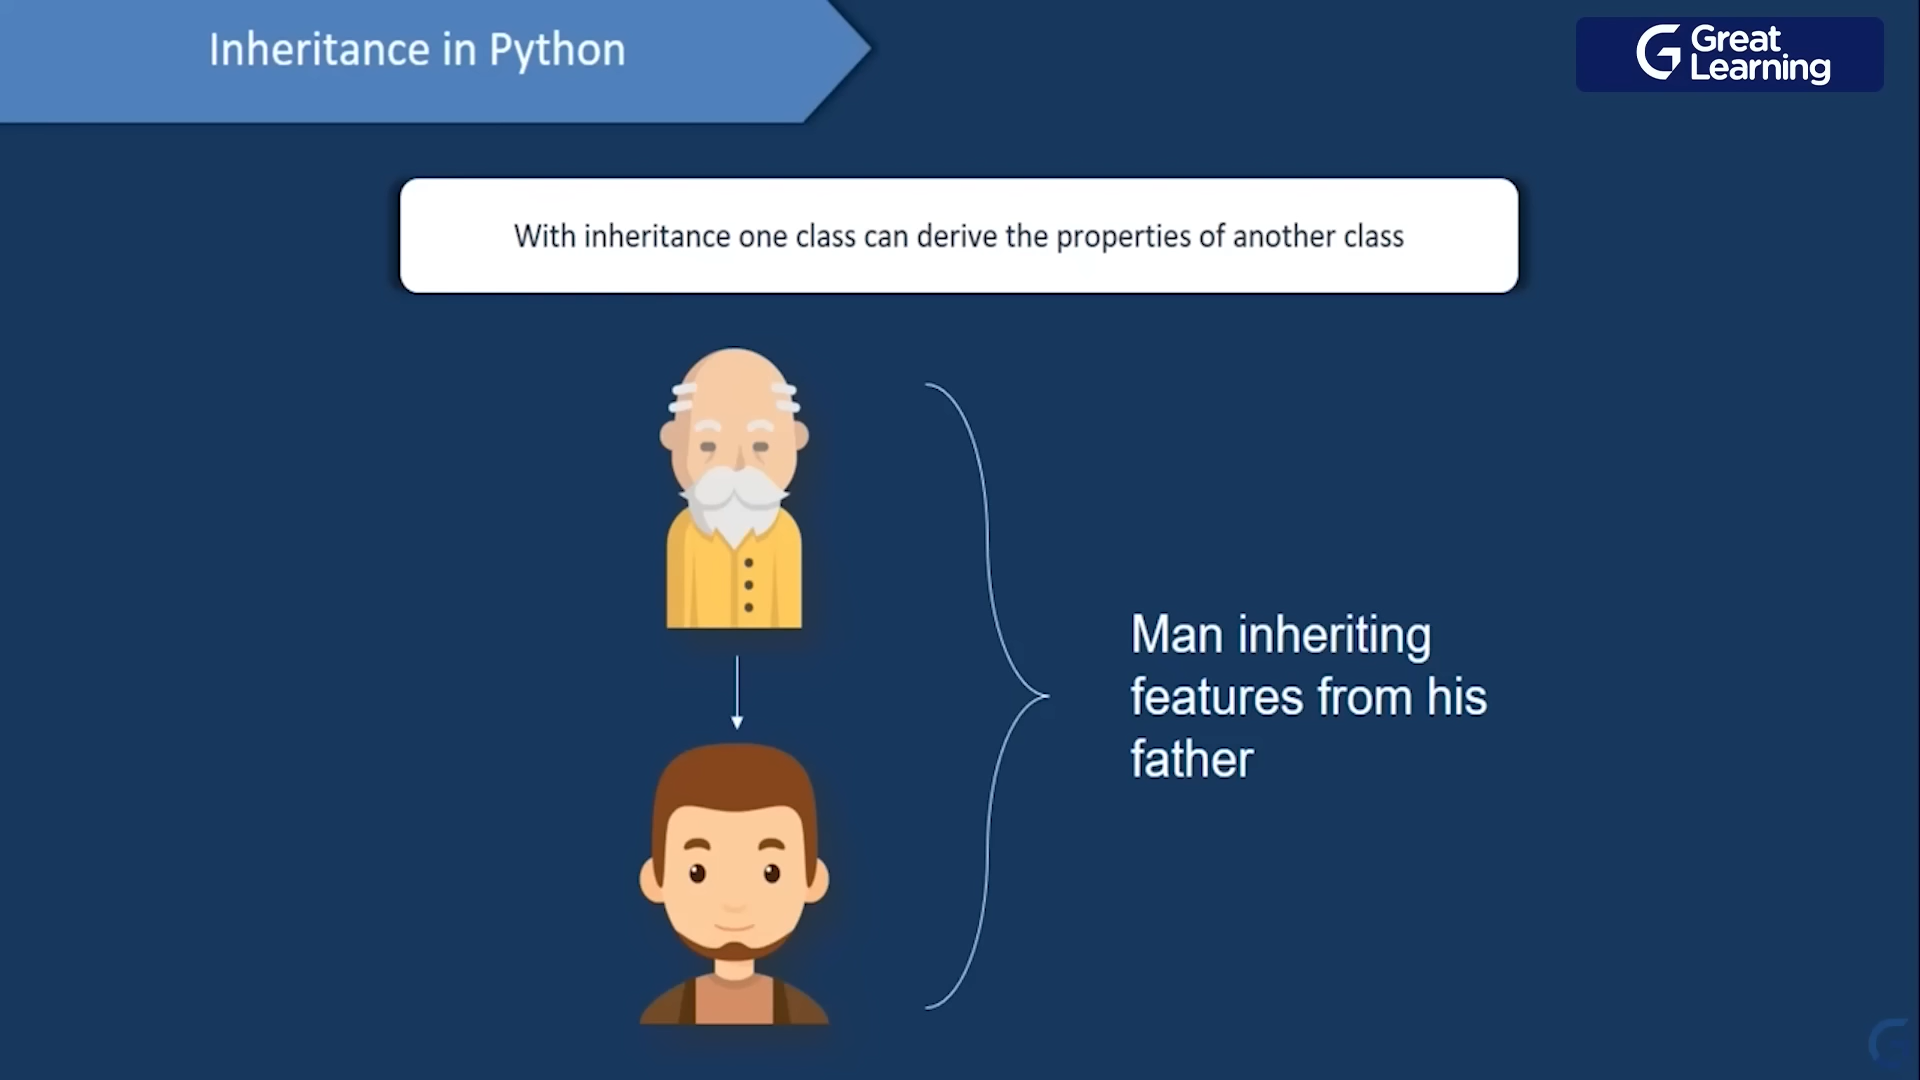 Inheritance in Python
Great
Learning
With inheritance one class can derive the properties of another class
Man inheriting
features from his
father